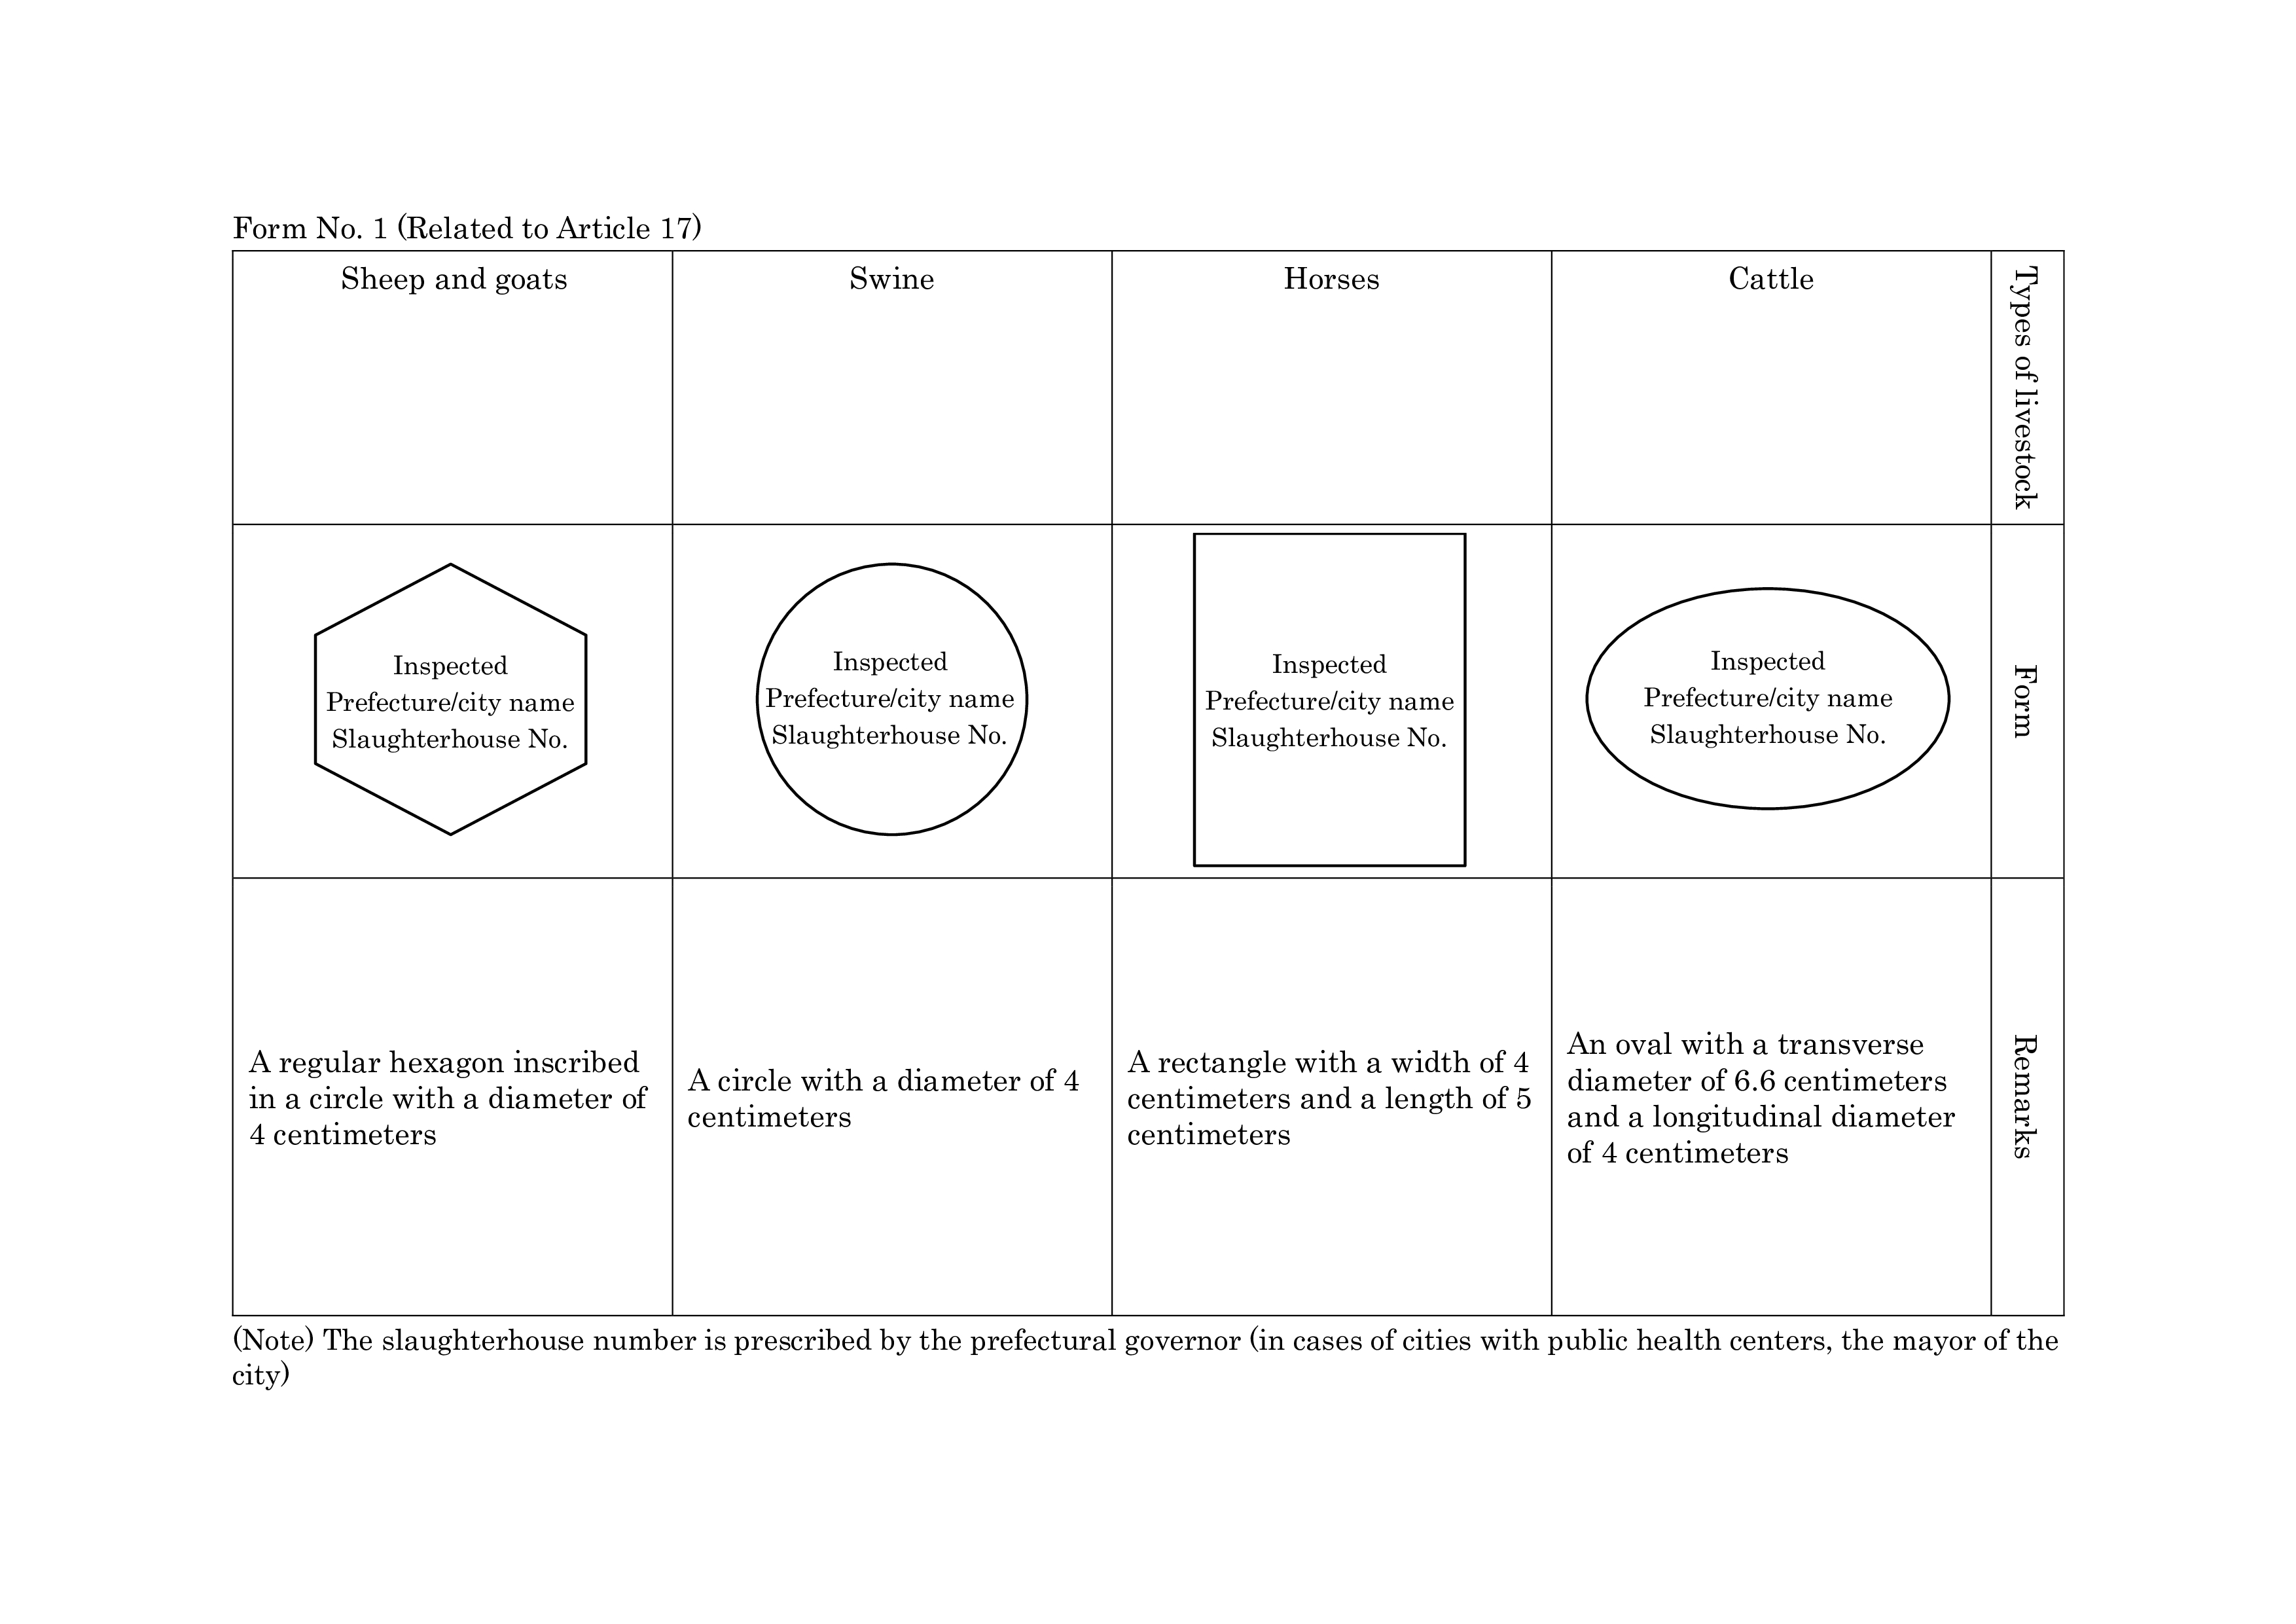 Form No. 1 (Related to Article 17)
Sheep and goats
Swine
Horses
Cattle
Types of livestock
Inspected
Prefecture/city name
Slaughterhouse No.
Inspected
Prefecture/city name
Slaughterhouse No.
Inspected
Prefecture/city name
Slaughterhouse No.
Inspected
Prefecture/city name
Slaughterhouse No.
Form
A regular hexagon inscribed
in a circle with a diameter of
4 centimeters
A circle with a diameter of 4
centimeters
A rectangle with a width of 4
centimeters and a length of 5
centimeters
An oval with a transverse
diameter of 6.6 centimeters
and a longitudinal diameter
of 4 centimeters
Remarks
(Note) The slaughterhouse number is prescribed by the prefectural governor (in cases of cities with public health centers, the mayor of the
city)